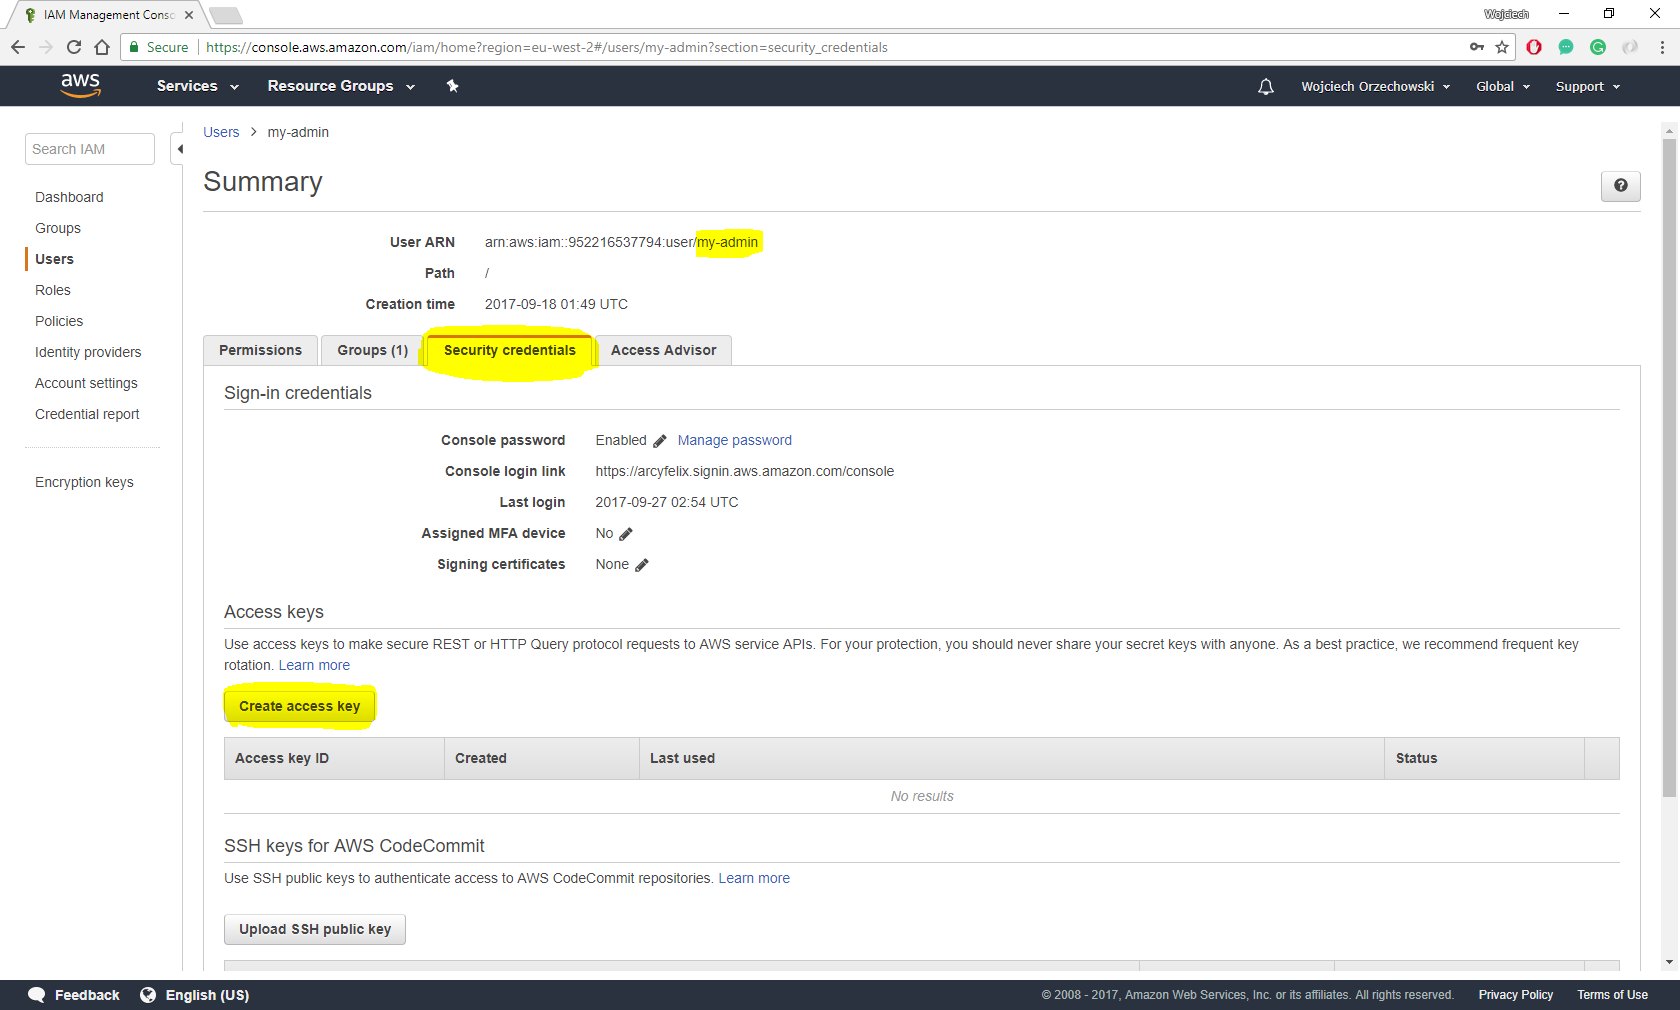 IAM Management Consc
Wojciech
Secure https://console.aws.amazon.com/iam/home?region=eu-west-2#/users/my-admin?section=security_credentials
aws Services Resource Groups Wojciech Orzechowski Global Support
Search IAM
Dashboard
Groups
Users
Roles
Policies
Identity providers
Account settings
Credential report
Encryption keys
Users > my-admin
Summary
User ARN arn:aws:iam::952216537794:user/my-admin
Path /
Creation time 2017-09-18 01:49 UTC
Permissions Groups (1) Security credentials Access Advisor
Sign-in credentials
Console password Enabled Manage password
Console login link https://arcyfelix.signin.aws.amazon.com/console
Last login 2017-09-27 02:54 UTC
Assigned MFA device No
Signing certificates None
Access keys
Use access keys to make secure REST or HTTP Query protocol requests to AWS service APIs. For your protection, you should never share your secret keys with anyone. As a best practice, we recommend frequent key
rotation. Learn more
Create access key
Access key ID Created Last used Status
No results
SSH keys for AWS CodeCommit
Use SSH public keys to authenticate access to AWS CodeCommit repositories. Learn more
Upload SSH public key
Feedback English (US) © 2008 - 2017, Amazon Web Services, Inc. or its affiliates. All rights reserved. Privacy Policy Terms of Use